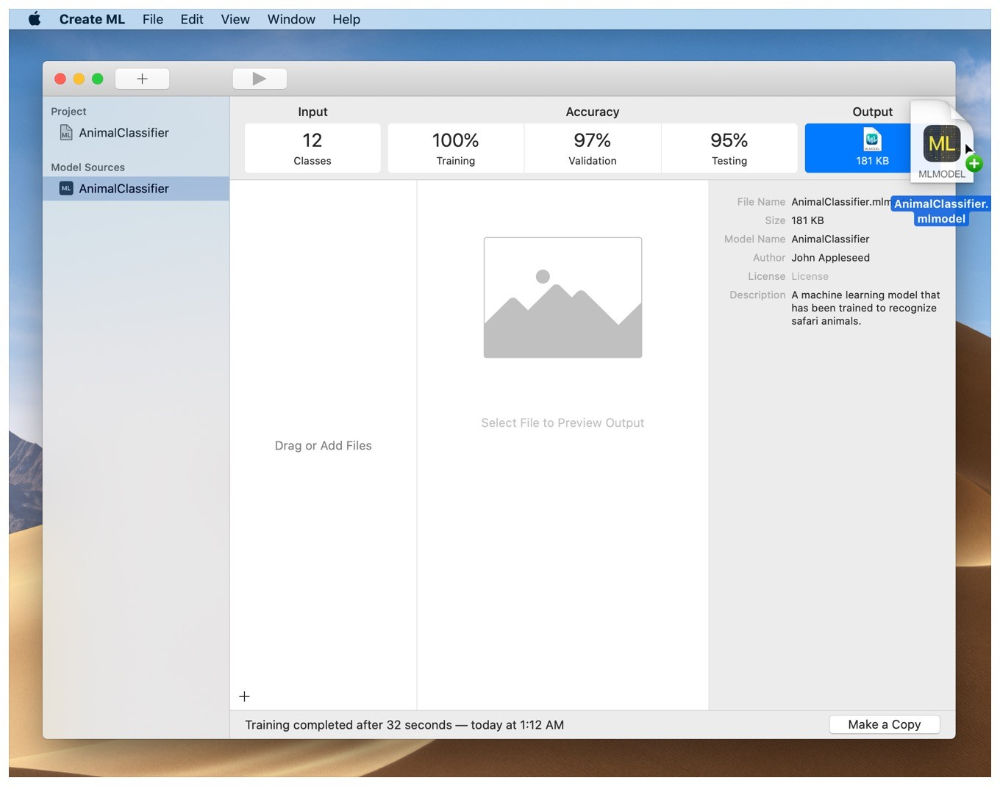 Create ML File Edit View Window Help
Project
AnimalClassifier
Model Sources
ML AnimalClassifier
Input
12
Classes
Accuracy
100%
Training
97%
Validation
95%
Testing
Output
181 KB
ML
MLMODEL
AnimalClassifier.
mlmodel
File Name AnimalClassifier.mlm
Size 181 KB
Model Name AnimalClassifier
Author John Appleseed
License License
Description A machine learning model that
has been trained to recognize
safari animals.
Select File to Preview Output
Drag or Add Files
Training completed after 32 seconds — today at 1:12 AM
Make a Copy